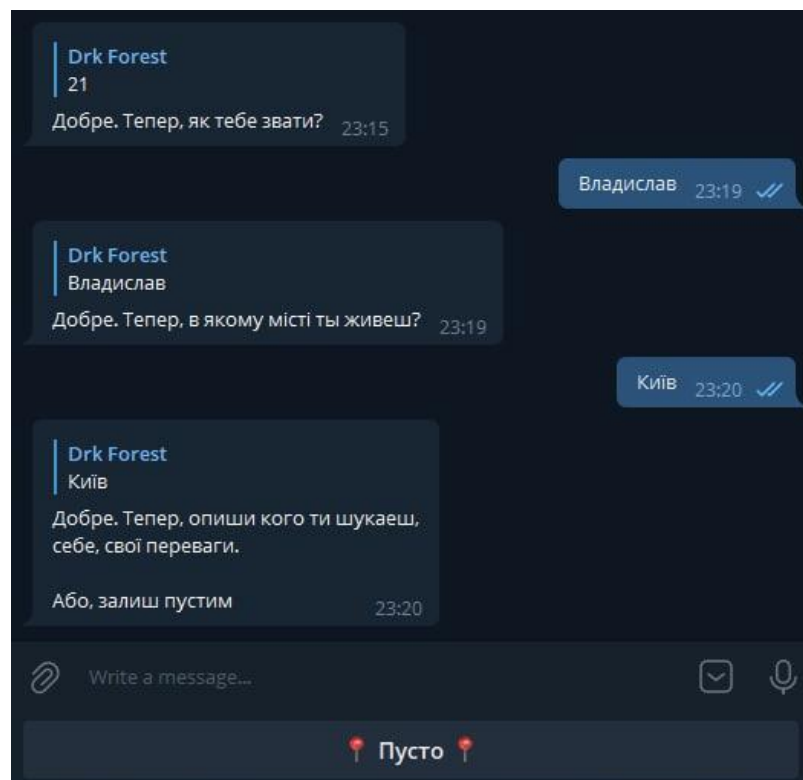 Drk Forest
21
Добре. Тепер, як тебе звати? 23:15
Владислав 23:19
Drk Forest
Владислав
Добре. Тепер, в якому місті ты живеш? 23:19
Київ 23:20
Drk Forest
Київ
Добре. Тепер, опиши кого ти шукаеш,
себе, свої переваги.
Або, залиш пустим 23:20
Write a message...
Пусто